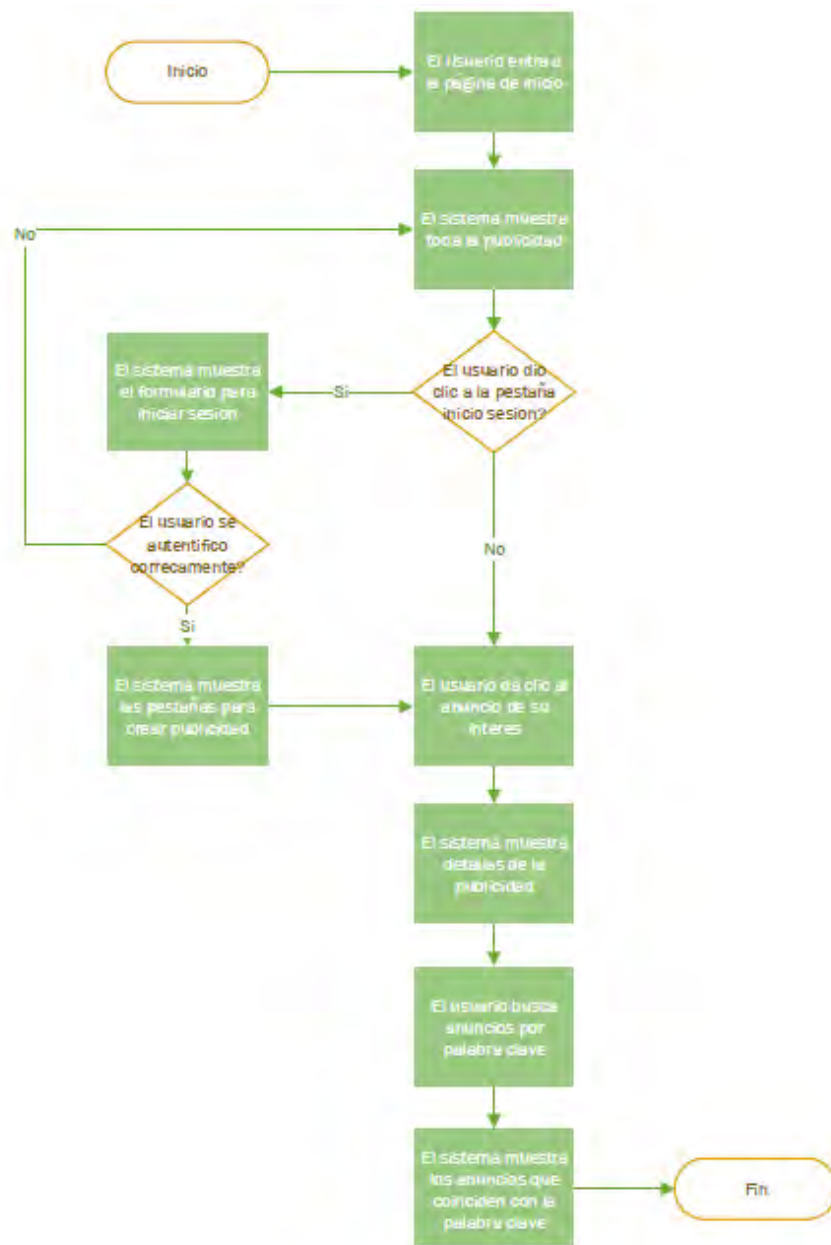 Inicio
El usuario entra a
la pagina de inicio
El sistema muestra
toda la publicidad
No
El usuario dio
clic a la pestaña
inicio sesion?
Si
El sistema muestra
el formulario para
iniciar sesion
El usuario se
autentifico
correcamente?
No
Si
El sistema muestra
las pestañas para
crear publicidad
El usuario da clic al
anuncio de su
interes
El sistema muestra
detalles de la
publicidad
El usuario busca
anuncios por
palabra clave
El sistema muestra
los anuncios que
coinciden con la
palabra clave
Fin